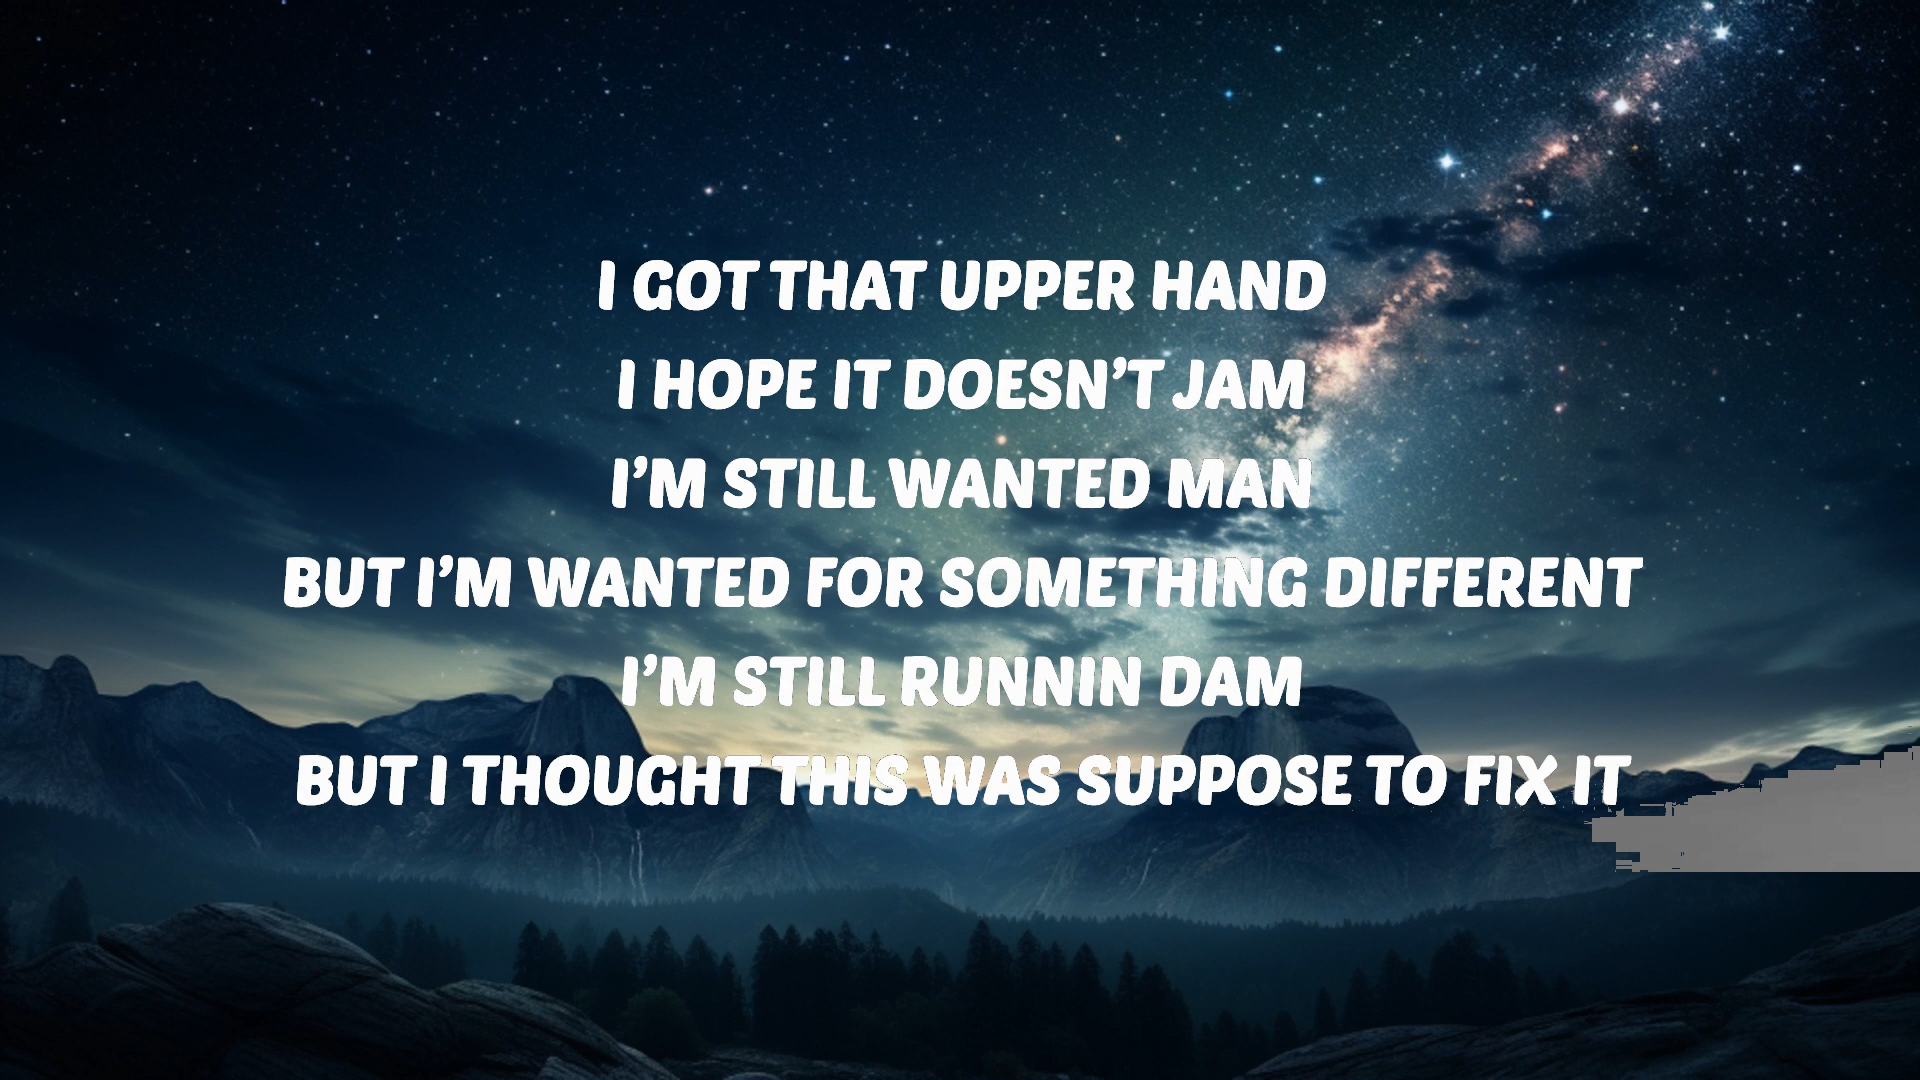 I GOT THAT UPPER HAND
I HOPE IT DOESN’T JAM
I’M STILL WANTED MAN
BUT I’M WANTED FOR SOMETHING DIFFERENT
I’M STILL RUNNIN DAM
BUT I THOUGHT THIS WAS SUPPOSE TO FIX IT